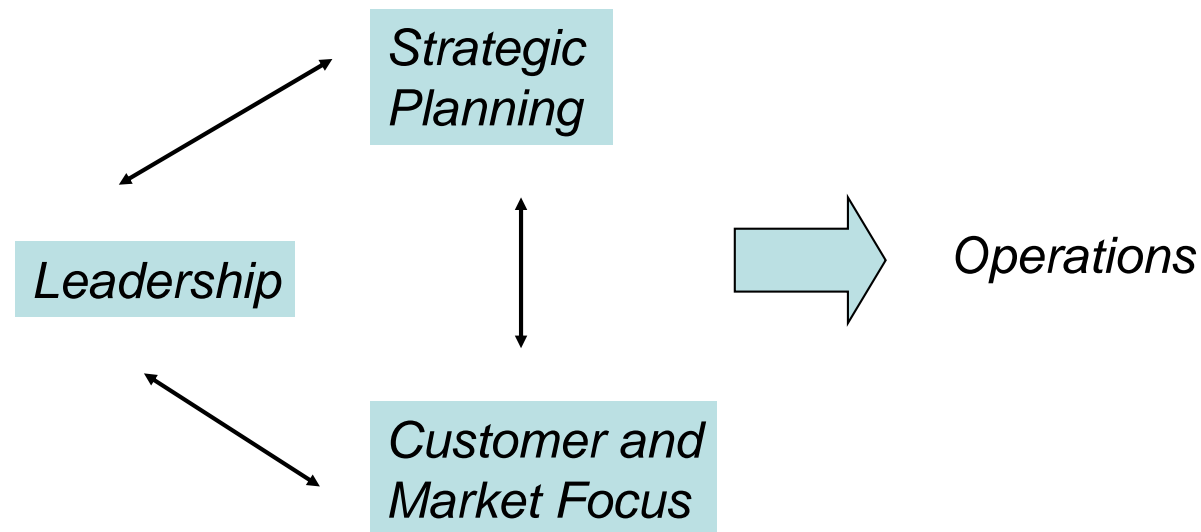 Strategic
Planning
Leadership
Operations
Customer and
Market Focus